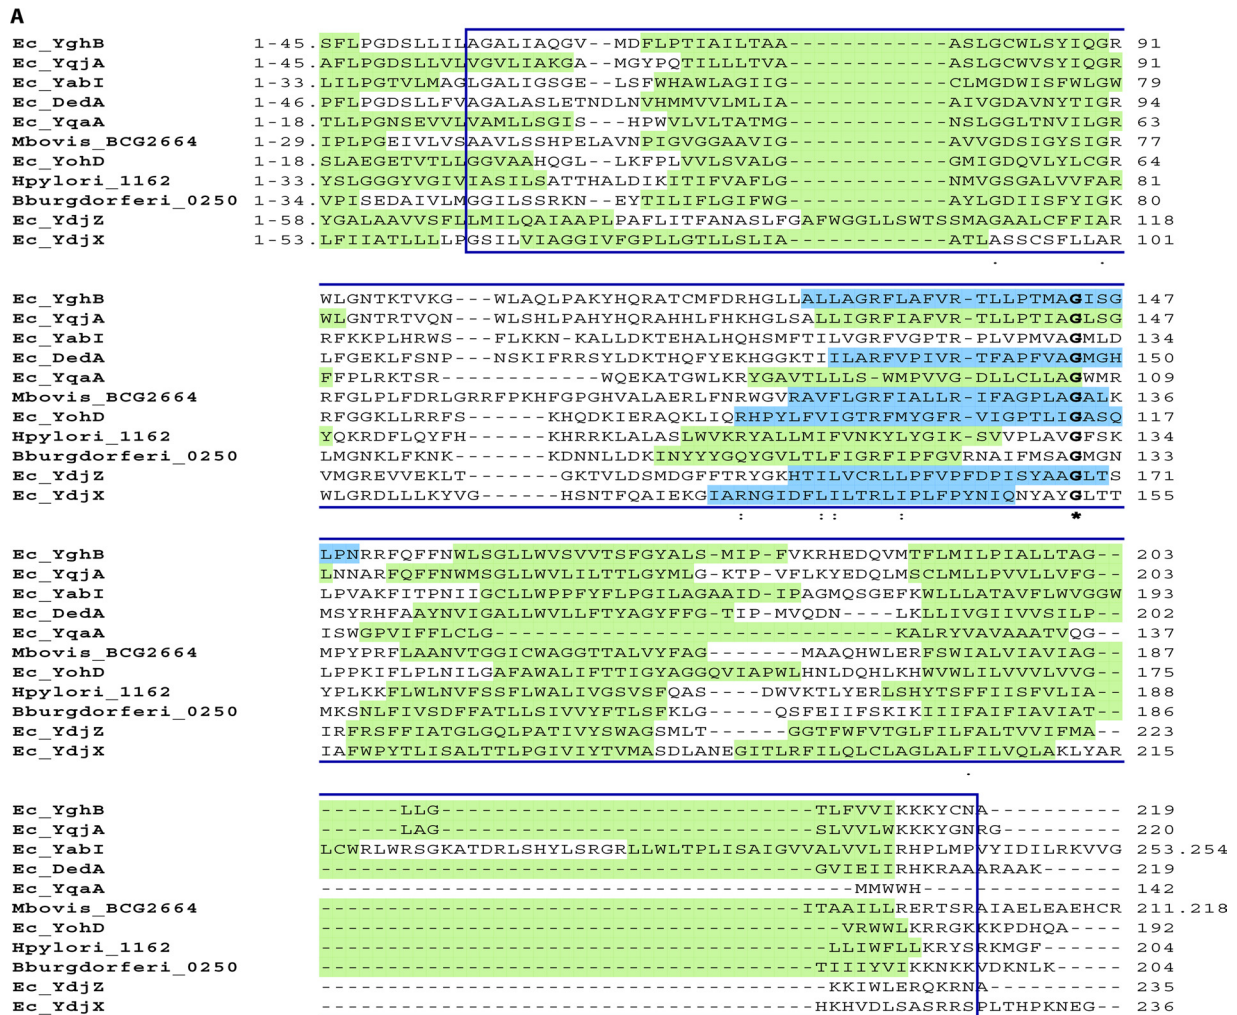 A
Ec_YghB 1-45.SFLPGDSLLILAGALIAQGV--MDFLPTIAILTAA------------ASLGCWLSYIQGR 91
Ec_YqjA 1-45.AFLPGDSLLVLVGVLIAKGA--MGYPQTILLLTVA------------ASLGCWVSYIQGR 91
Ec_YabI 1-33.LILPGTVLMAGLGALIGSGE--LSFWHAWLAGIIG------------CLMGDWISFWLGW 79
Ec_DedA 1-46.PFLPGDSLLFVAGALASLETNDLNVHMMVVLMLIA------------AIVGDAVNYTIGR 94
Ec_YqaA 1-18.TLLPGNSEVVLVAMLLSGIS---HPWVLVLTATMG------------NSLGGLTNVILGR 63
Mbovis_BCG2664 1-29.IPLPGEIVLVSAAVLSSHPELAVNPIGVGGAAVIG------------AVVGDSIGYSIGR 77
Ec_YohD 1-18.SLAEGETVTLLGGVAAHQGL--LKFPLVVLSVALG------------GMIGDQVLYLCGR 64
Hpylori_1162 1-33.YSLGGGYVGIVIASILSATTHALDIKITIFVAFLG------------NMVGSGALVVFAR 81
Bburgdorferi_0250 1-34.VPISEDAIVLMGGILSSRKN--EYTILIFLGIFWG------------AYLGDIISFYIGK 80
Ec_YdjZ 1-58.YGALAAVVSFLLMILQAIAAPLPAFLITFANASLFGAFWGGLLSWTSSMAGAALCFFIAR 118
Ec_YdjX 1-53.LFIIATLLLLPGSILVIAGGIVFGPLLGTLLSLIA------------ATLASSCSFLLAR 101
. .
Ec_YghB WLGNTKTVKG---WLAQLPAKYHQRATCMFDRHGLLALLAGRFLAFVR-TLLPTMAGISG 147
Ec_YqjA WLGNTRTVQN---WLSHLPAHYHQRAHHLFHKHGLSALLIGRFIAFVR-TLLPTIAGLSG 147
Ec_YabI RFKKPLHRWS---FLKKN-KALLDKTEHALHQHSMFTILVGRFVGPTR-PLVPMVAGMLD 134
Ec_DedA LFGEKLFSNP---NSKIFRRSYLDKTHQFYEKHGGKTIILARFVPIVR-TFAPFVAGMGH 150
Ec_YqaA FFPLRKTSR------------WQEKATGWLKRYGAVTLLLLS-WMPVVG-DLLCLLAGWMR 109
Mbovis_BCG2664 RFGLPLFDRLGRRFPKHFGPGHVALAERLFNRWGVRAVFLGRFIALLR-IFAGPLAGALK 136
Ec_YohD RFGGKLLRRFS-----KHQDKIERAQKLIQRHPYLFVIGTRFMYGFR-VIGPTLIGASQ 117
Hpylori_1162 YQKRDFLQYFH------KHRRKLALALASLWVKRYALLMIFVNKYLYGIK-SVVPLAVGFSK 134
Bburgdorferi_0250 LMGNKLFKNK------KDNNLLDKINYYYGQYGVLTLFIGRFIPFGVRNAIFMSAGMGN 133
Ec_YdjZ VMGREVVEKLT-----GKTVLDSMDGFFTRYGKHTILVCRLLPFVPFDPISYAAGLTS 171
Ec_YdjX WLGRDLLLKYVG-----HSNTFQAIEKGIARNGIDFLILTRLIPLFPYNIQNYAYGLTT 155
: :: : *
Ec_YghB LPNRRFQFFNWLSGLLWVSVVTSFGYALS-MIP-FVKRHEDQVMTFLMILPIALLTAG-- 203
Ec_YqjA LNNARFQFFNWMSGLLWVLILTTLGYMLG-KTP-VFLKYEDQLMSCLMLLPVVLLVFG-- 203
Ec_YabI LPVAKFITPNIIGCLLWPPFYFLPGILAGAAID-IPAGMQSGEFKWLLLATAVFLWVGGW 193
Ec_DedA MSYRHFAAYNVIGALLWVLLFTYAGYFFG-TIP-MVQDN----LKLLIVGIIVVSILP-- 202
Ec_YqaA ISWGPVIFFLCLG------------------------------KALRYVAVAAATVQG-- 137
Mbovis_BCG2664 MPYPRFLAANVTGGICWAGGTTALVYFAG-------MAAQHWLERFSWIALVIAVIAG-- 187
Ec_YohD LPPKIFLPLNILGAFAWALIFTTIGYAGGQVIAPWLHNLDQHLKHWVWLILVVVLVVG-- 175
Hpylori_1162 YPLKKFLWLNVFSSFLWALIVGSVSFQAS----DWVKTLYERLSHYTSFFIISFVLIA-- 188
Bburgdorferi_0250 MKSNLFIVSDFFATLLSIVVYFTLSFKLG------QSFEIIFSKIKIIIFAIFIAVIAT-- 186
Ec_YdjZ IRFRSFFIATGLGQLPATIVYSWAGSMLT------GGTFWFVTGLFILFALTVVIFMA-- 223
Ec_YdjX IAFWPYTLISALTTLPGIVIYTVMASDLANEGITLRFILQLCLAGLALFILVQLAKLYAR 215
.
Ec_YghB ------LLG----------------------------TLFVVIKKKYCNA---------- 219
Ec_YqjA ------LAG----------------------------SLVVLWKKKYGNRG--------- 220
Ec_YabI LCWRLWRSGKATDRLSHYLSRGRLLWLTPLISAIGVVALVVLIRHPLMPVYIDILRKVVG 253.254
Ec_DedA -------------------------------------GVIEIIRHKRAAARAAK------ 219
Ec_YqaA ----------------------------------------MMWWH--------------- 142
Mbovis_BCG2664 ------------------------------------ITAAILLRERTSRAIAELEAEHCR 211.218
Ec_YohD ---------------------------------------VRWWLKRRGKKKPDHQA---- 192
Hpylori_1162 --------------------------------------LLIWFLLKRYSRKMGF------ 204
Bburgdorferi_0250 -------------------------------------TIIIYVIKKNKKVDKNLK----- 204
Ec_YdjZ --------------------------------------KKIWLERQKRNA---------- 235
Ec_YdjX -------------------------------------HKHVDLSASRRSPLTHPKNEG-- 236